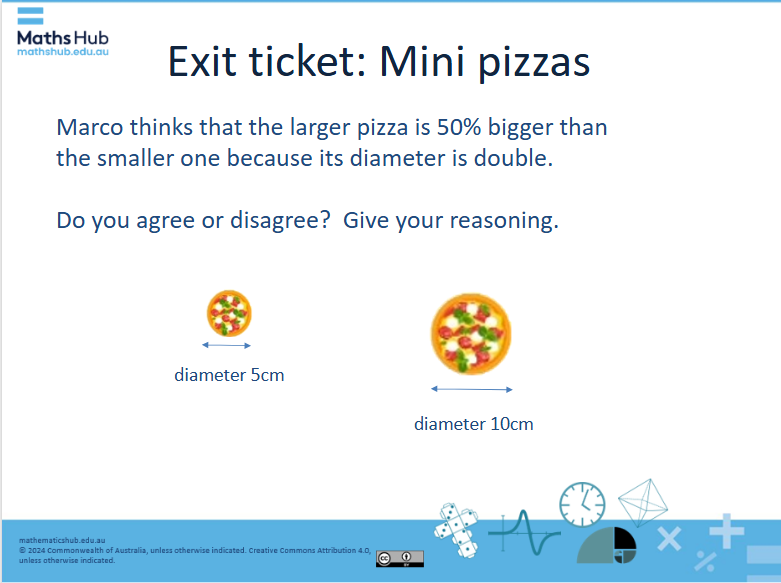 Maths Hub
mathshub.edu.au
Exit ticket: Mini pizzas
Marco thinks that the larger pizza is 50% bigger than
the smaller one because its diameter is double.
Do you agree or disagree?  Give your reasoning.
diameter 5cm
diameter 10cm
mathematicshub.edu.au
© 2024 Commonwealth of Australia, unless otherwise indicated. Creative Commons Attribution 4.0,
unless otherwise indicated.
cc
BY